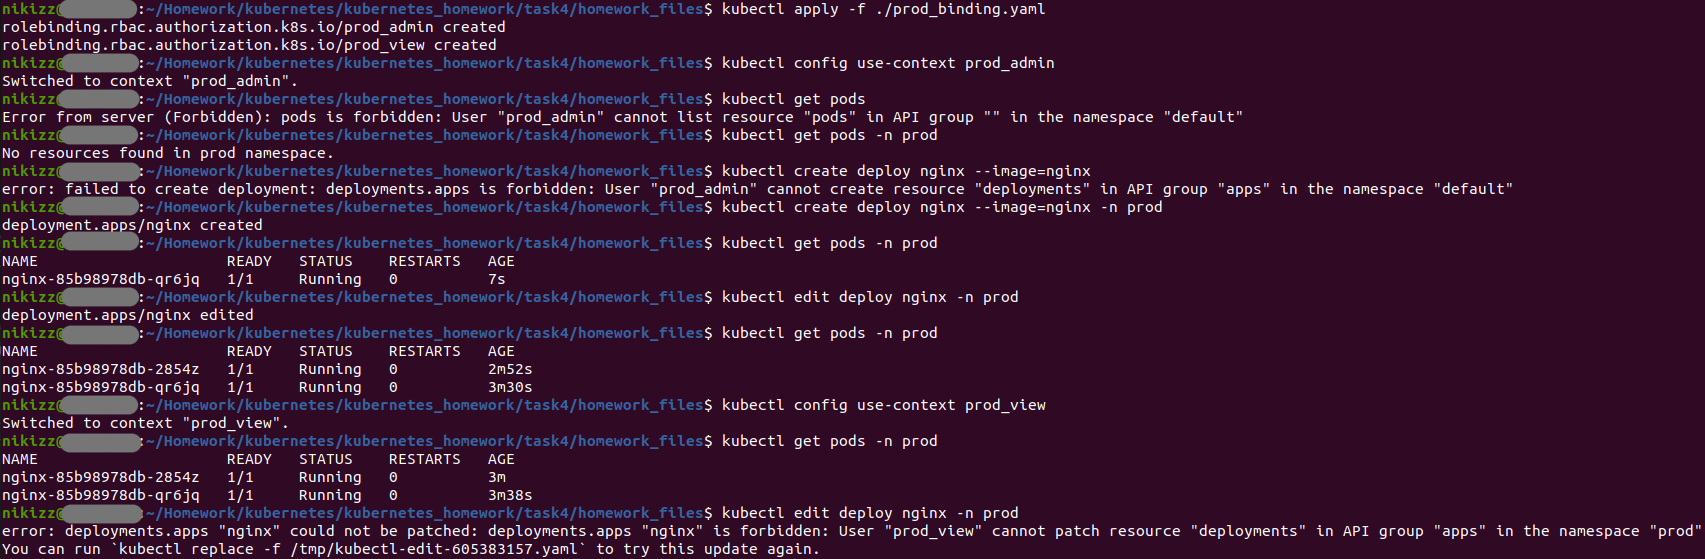 nikizz@:~/Homework/kubernetes/kubernetes_homework/task4/homework_files$ kubectl apply -f ./prod_binding.yaml
rolebinding.rbac.authorization.k8s.io/prod_admin created
rolebinding.rbac.authorization.k8s.io/prod_view created
nikizz@:~/Homework/kubernetes/kubernetes_homework/task4/homework_files$ kubectl config use-context prod_admin
Switched to context "prod_admin".
nikizz@:~/Homework/kubernetes/kubernetes_homework/task4/homework_files$ kubectl get pods
Error from server (Forbidden): pods is forbidden: User "prod_admin" cannot list resource "pods" in API group "" in the namespace "default"
nikizz@:~/Homework/kubernetes/kubernetes_homework/task4/homework_files$ kubectl get pods -n prod
No resources found in prod namespace.
nikizz@:~/Homework/kubernetes/kubernetes_homework/task4/homework_files$ kubectl create deploy nginx --image=nginx
error: failed to create deployment: deployments.apps is forbidden: User "prod_admin" cannot create resource "deployments" in API group "apps" in the namespace "default"
nikizz@:~/Homework/kubernetes/kubernetes_homework/task4/homework_files$ kubectl create deploy nginx --image=nginx -n prod
deployment.apps/nginx created
nikizz@:~/Homework/kubernetes/kubernetes_homework/task4/homework_files$ kubectl get pods -n prod
NAME                     READY   STATUS    RESTARTS   AGE
nginx-85b98978db-qr6jq   1/1     Running   0          7s
nikizz@:~/Homework/kubernetes/kubernetes_homework/task4/homework_files$ kubectl edit deploy nginx -n prod
deployment.apps/nginx edited
nikizz@:~/Homework/kubernetes/kubernetes_homework/task4/homework_files$ kubectl get pods -n prod
NAME                     READY   STATUS    RESTARTS   AGE
nginx-85b98978db-2854z   1/1     Running   0          2m52s
nginx-85b98978db-qr6jq   1/1     Running   0          3m30s
nikizz@:~/Homework/kubernetes/kubernetes_homework/task4/homework_files$ kubectl config use-context prod_view
Switched to context "prod_view".
nikizz@:~/Homework/kubernetes/kubernetes_homework/task4/homework_files$ kubectl get pods -n prod
NAME                     READY   STATUS    RESTARTS   AGE
nginx-85b98978db-2854z   1/1     Running   0          3m
nginx-85b98978db-qr6jq   1/1     Running   0          3m38s
nikizz@:~/Homework/kubernetes/kubernetes_homework/task4/homework_files$ kubectl edit deploy nginx -n prod
error: deployments.apps "nginx" could not be patched: deployments.apps "nginx" is forbidden: User "prod_view" cannot patch resource "deployments" in API group "apps" in the namespace "prod"
You can run `kubectl replace -f /tmp/kubectl-edit-605383157.yaml` to try this update again.